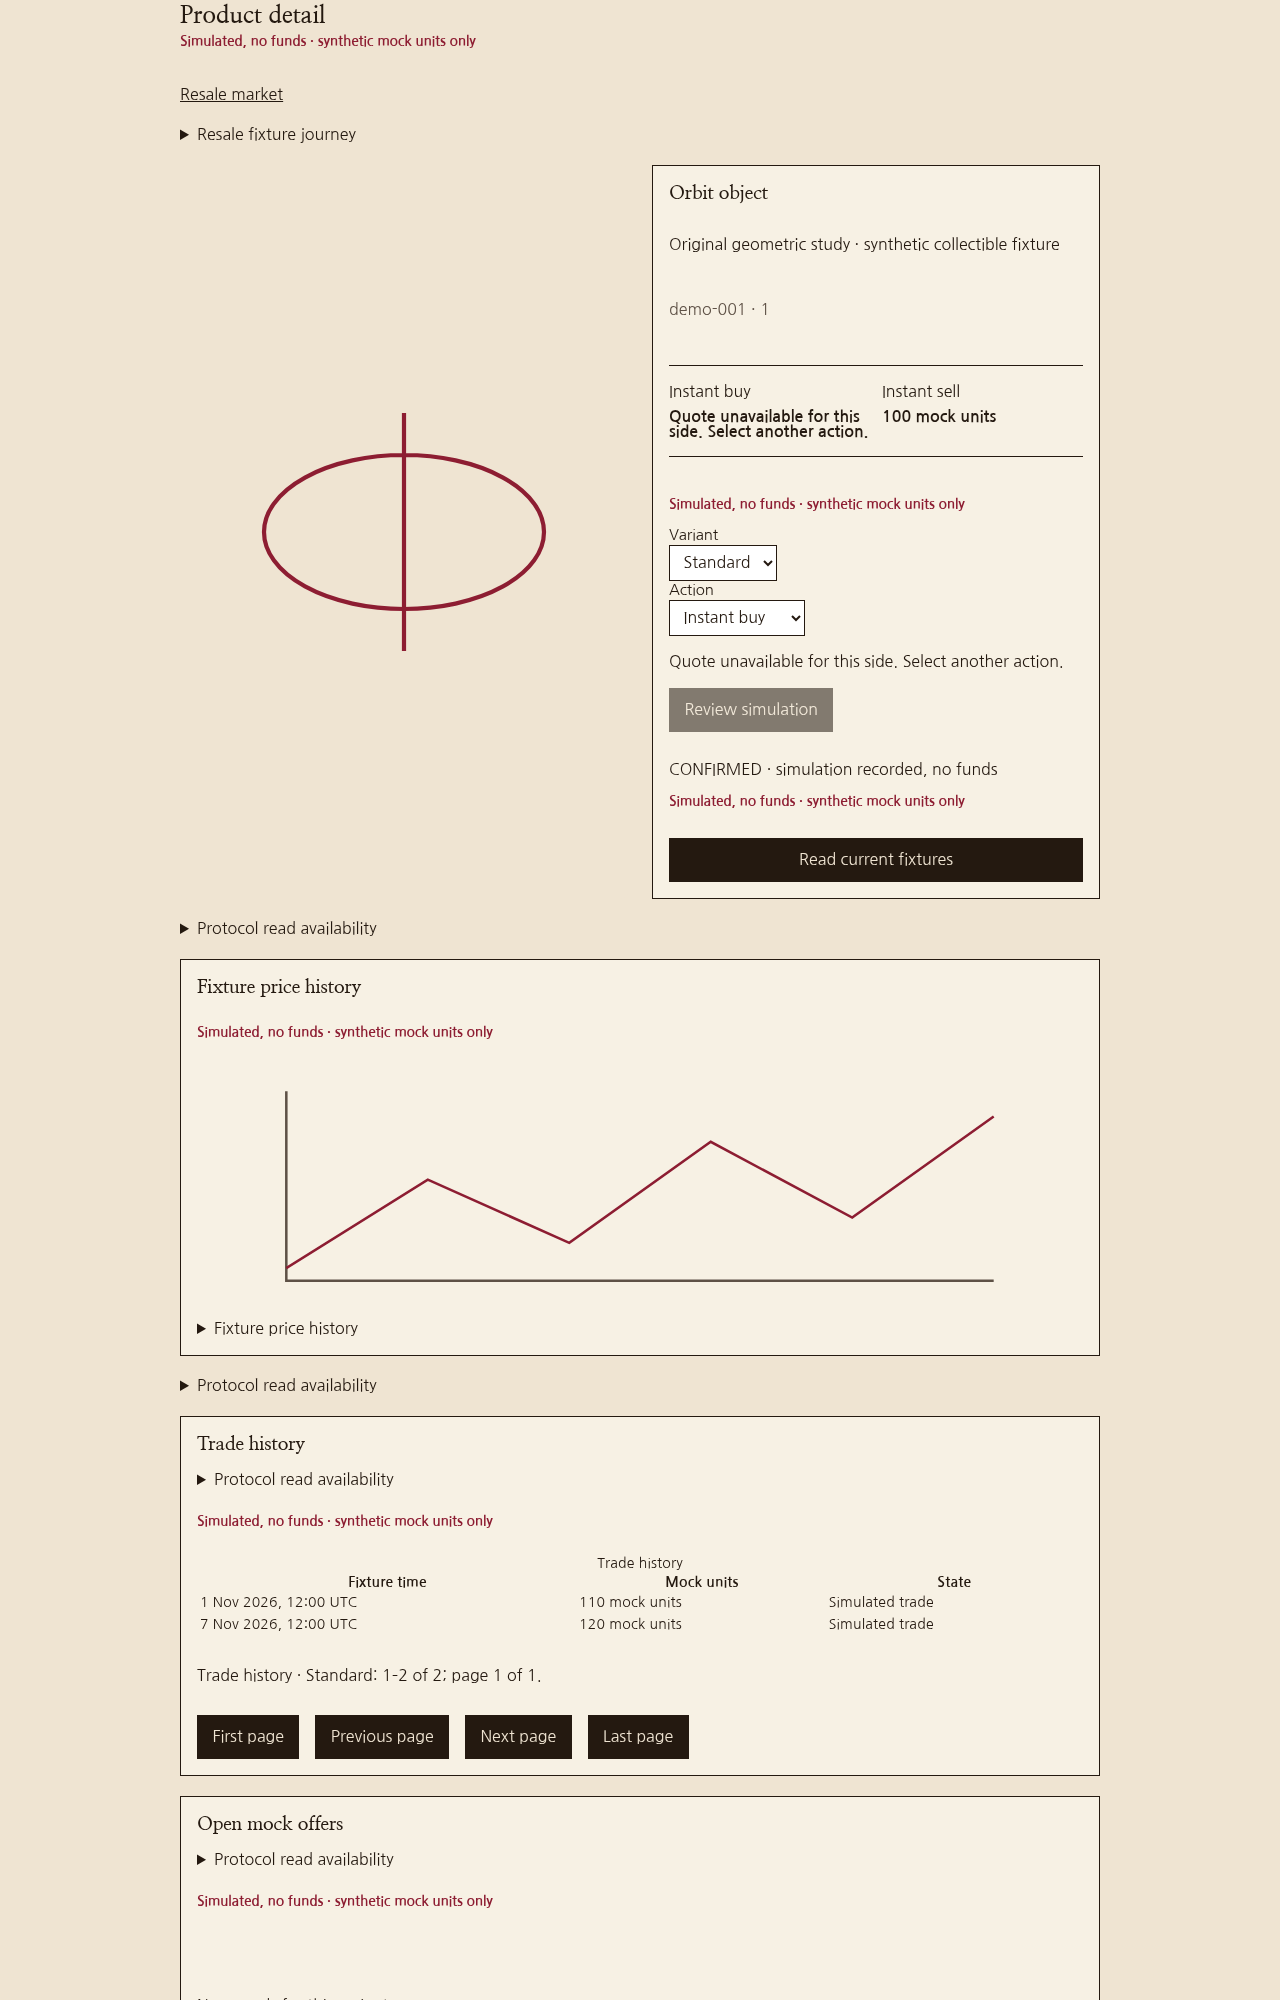 Product detail
Simulated, no funds · synthetic mock units only
Resale market
Resale fixture journey
Orbit object
Original geometric study · synthetic collectible fixture
demo-001 · 1
Instant buy
Quote unavailable for this
side. Select another action.
Instant sell
100 mock units
Simulated, no funds · synthetic mock units only
Variant
Standard
Action
Instant buy
Quote unavailable for this side. Select another action.
Review simulation
CONFIRMED · simulation recorded, no funds
Simulated, no funds · synthetic mock units only
Read current fixtures
Protocol read availability
Fixture price history
Simulated, no funds · synthetic mock units only
Fixture price history
Protocol read availability
Trade history
Protocol read availability
Simulated, no funds · synthetic mock units only
Trade history
Fixture time Mock units State
1 Nov 2026, 12:00 UTC 110 mock units Simulated trade
7 Nov 2026, 12:00 UTC 120 mock units Simulated trade
Trade history · Standard: 1–2 of 2; page 1 of 1.
First page Previous page Next page Last page
Open mock offers
Protocol read availability
Simulated, no funds · synthetic mock units only